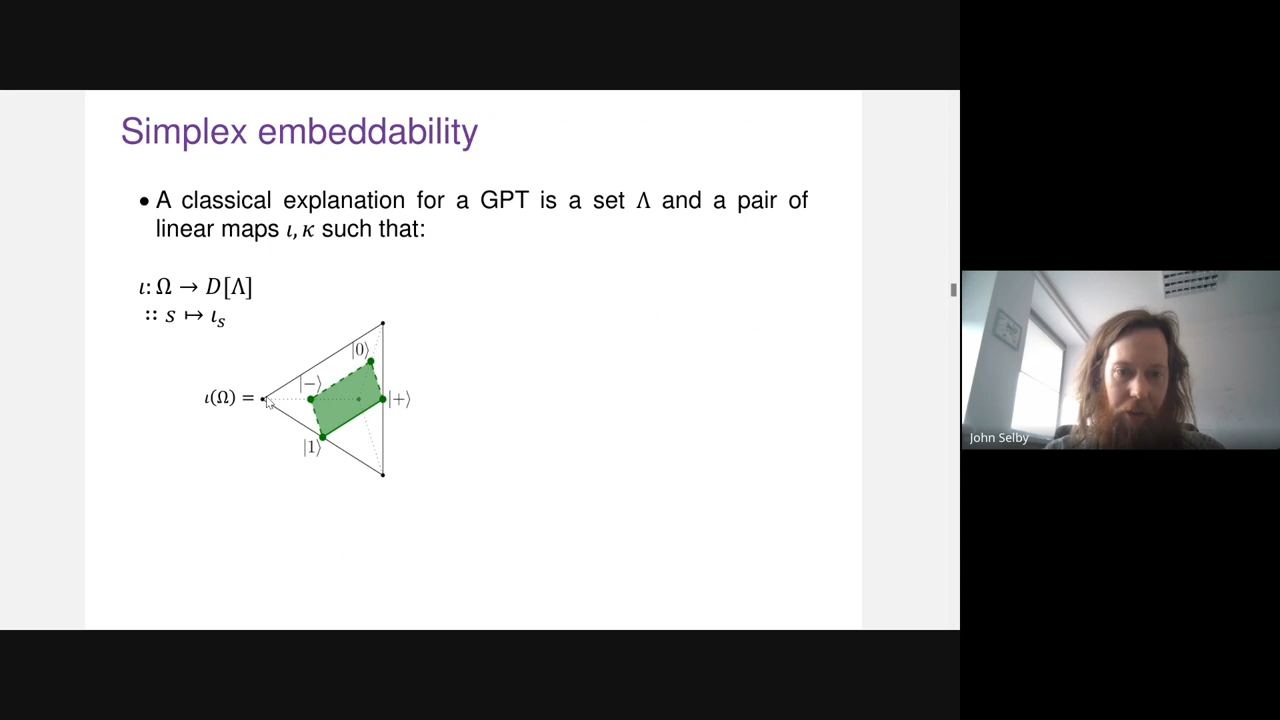 Simplex embeddability
• A classical explanation for a GPT is a set Λ and a pair of
linear maps ι, κ such that:
ι: Ω → D[Λ]
∷ s ↦ ιₛ
|0⟩
|−⟩
ι(Ω) =
|+⟩
|1⟩
John Selby